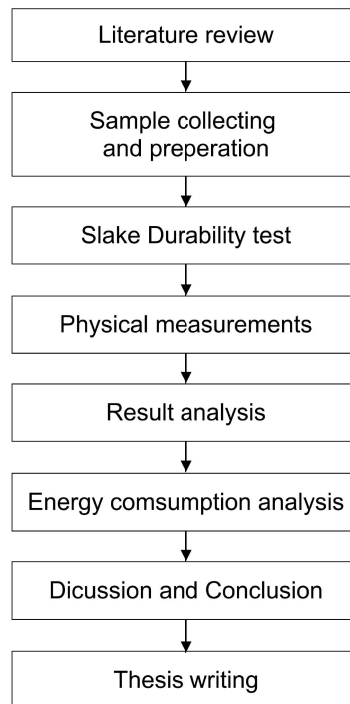 Literature review
Sample collecting
and preperation
Slake Durability test
Physical measurements
Result analysis
Energy comsumption analysis
Dicussion and Conclusion
Thesis writing